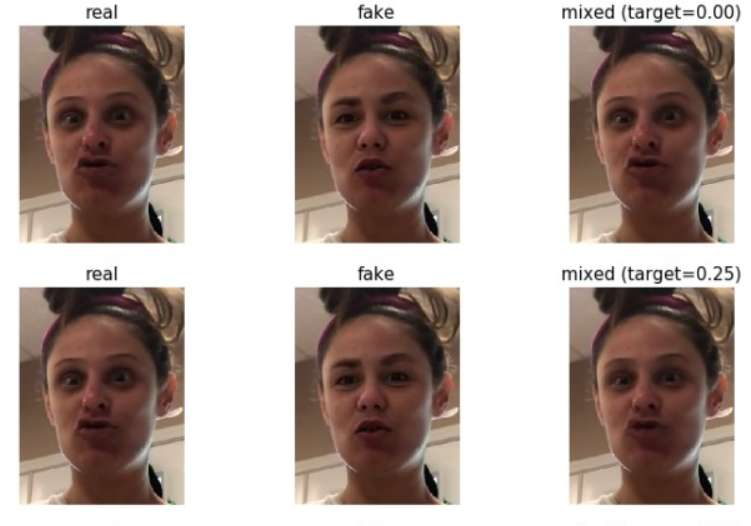 real fake mixed (target=0.00)
real fake mixed (target=0.25)